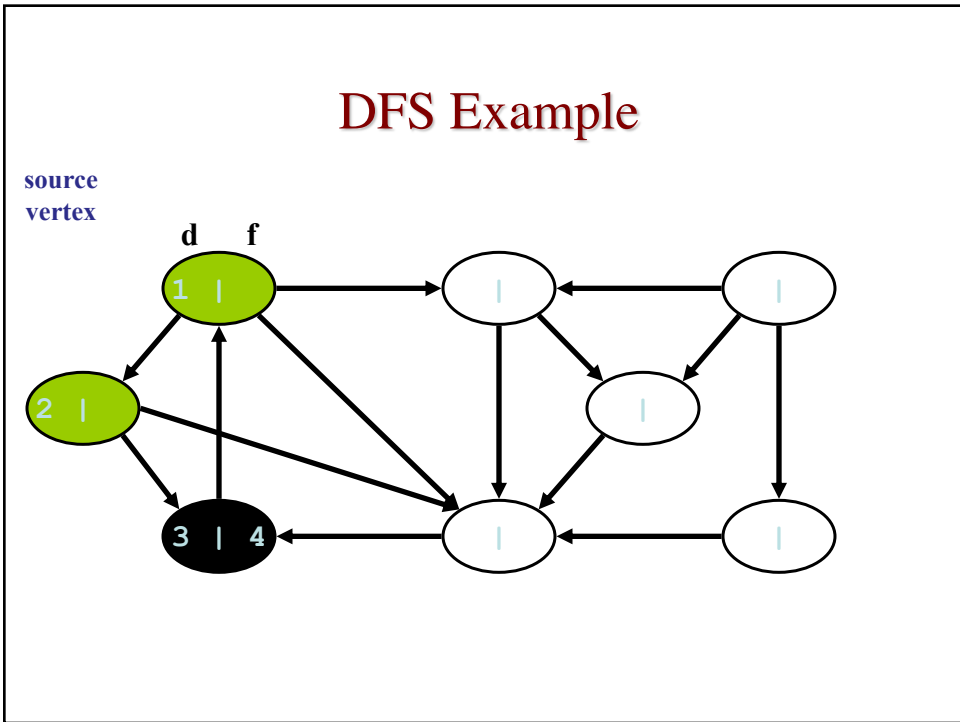 DFS Example
source
vertex
d f
1 |
|
|
2 |
|
3 | 4
|
|